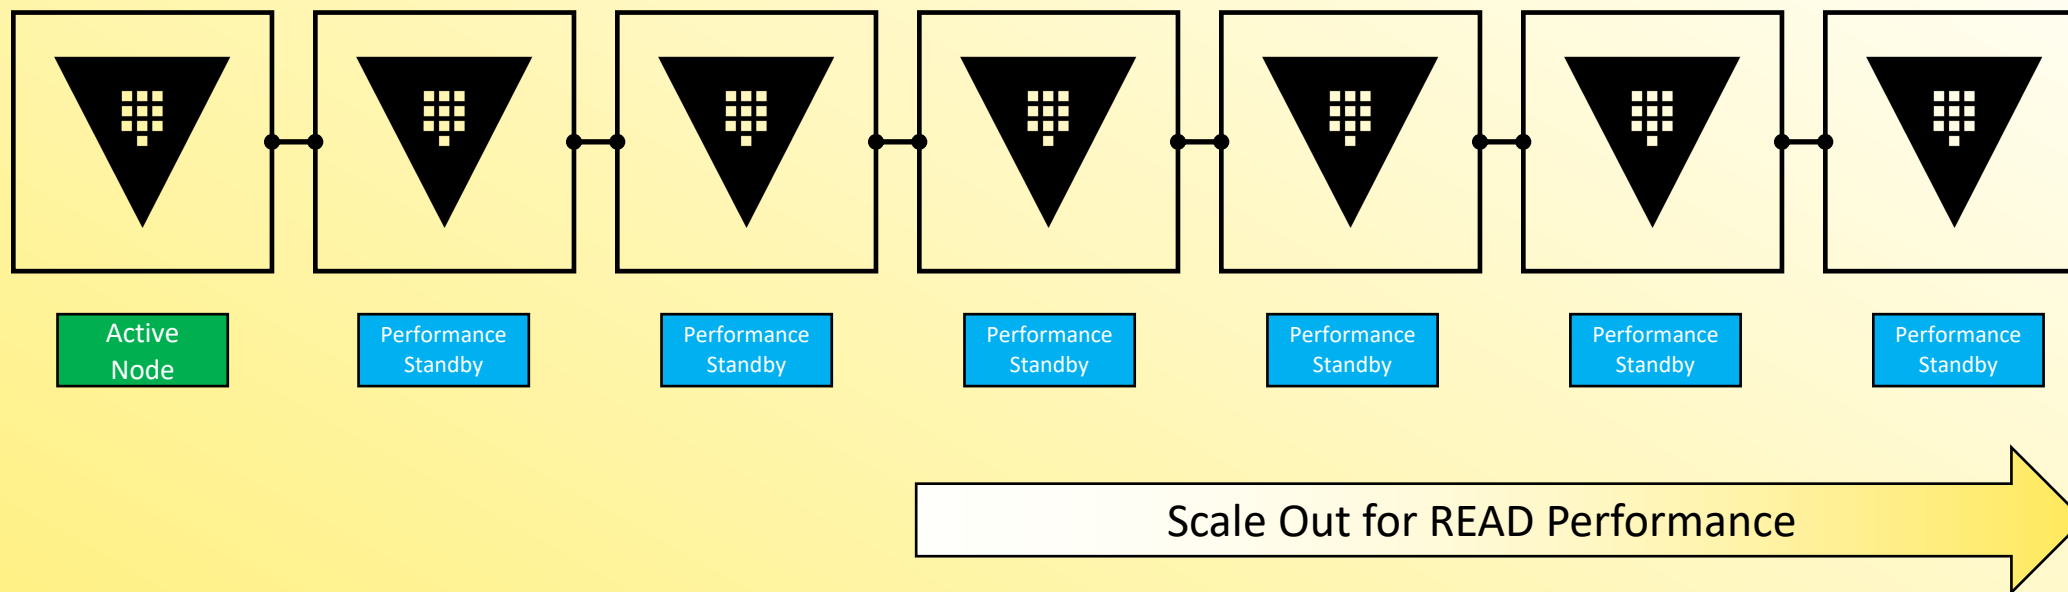 Active
Node
Performance
Standby
Performance
Standby
Performance
Standby
Performance
Standby
Performance
Standby
Performance
Standby
Scale Out for READ Performance